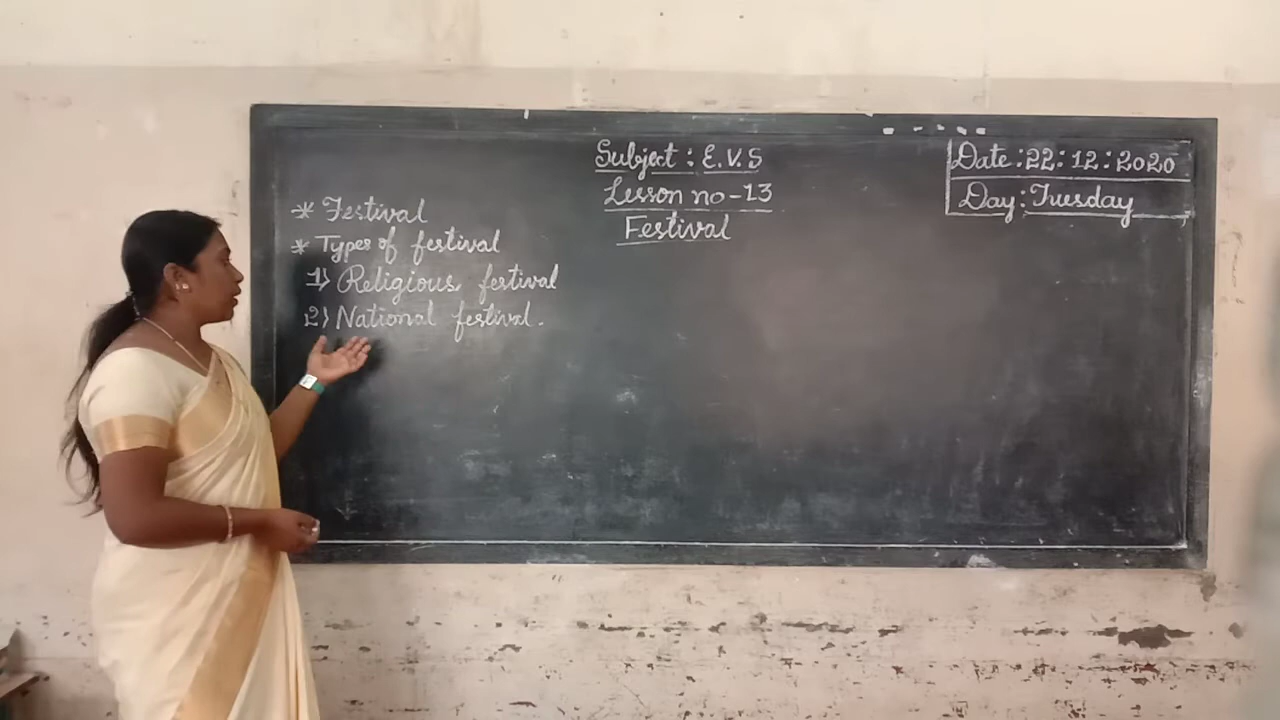 Subject : E.V.S
Lesson no -13
Festival
Date : 22 : 12 : 2020
Day : Tuesday
* Festival
* Types of festival
1) Religious festival
2) National festival.